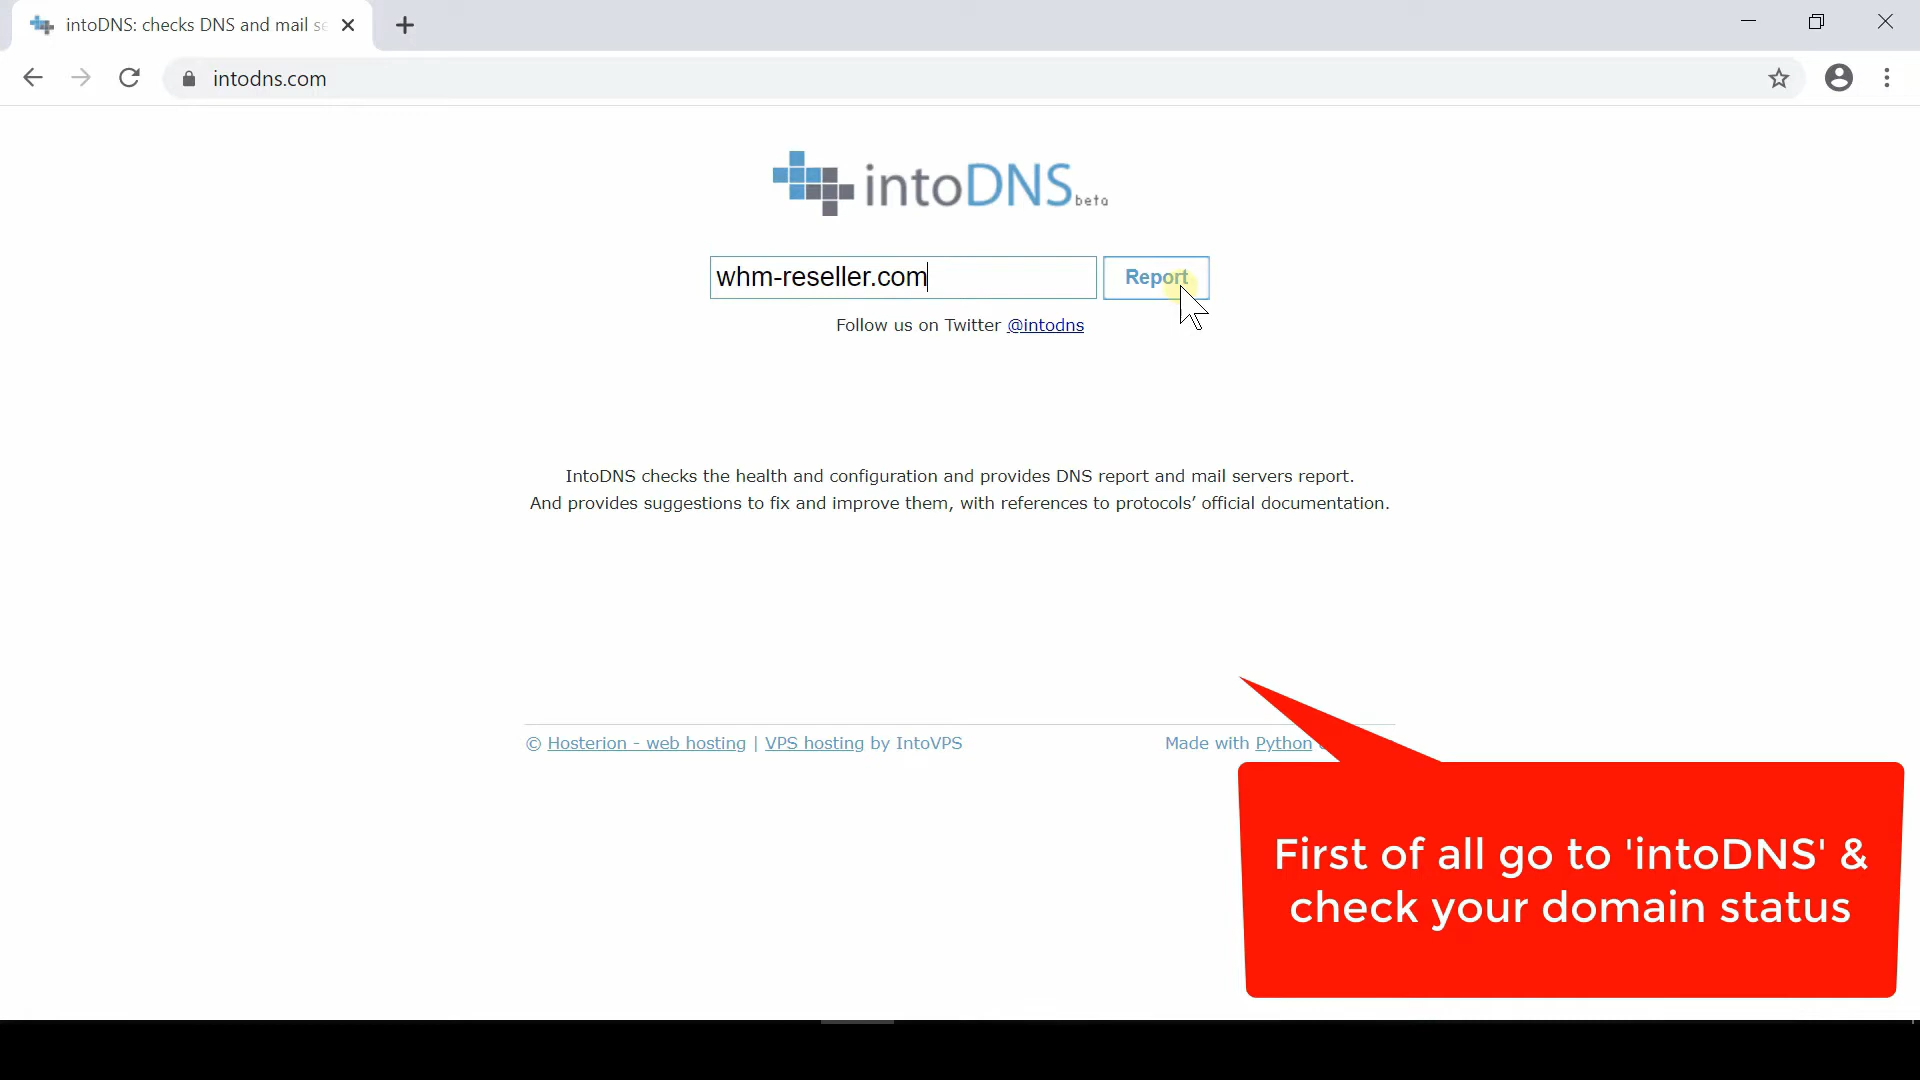 intoDNS: checks DNS and mail se
intodns.com
intoDNS beta
whm-reseller.com
Report
Follow us on Twitter @intodns
IntoDNS checks the health and configuration and provides DNS report and mail servers report.
And provides suggestions to fix and improve them, with references to protocols’ official documentation.
© Hosterion - web hosting | VPS hosting by IntoVPS
Made with Python
First of all go to 'intoDNS' &
check your domain status